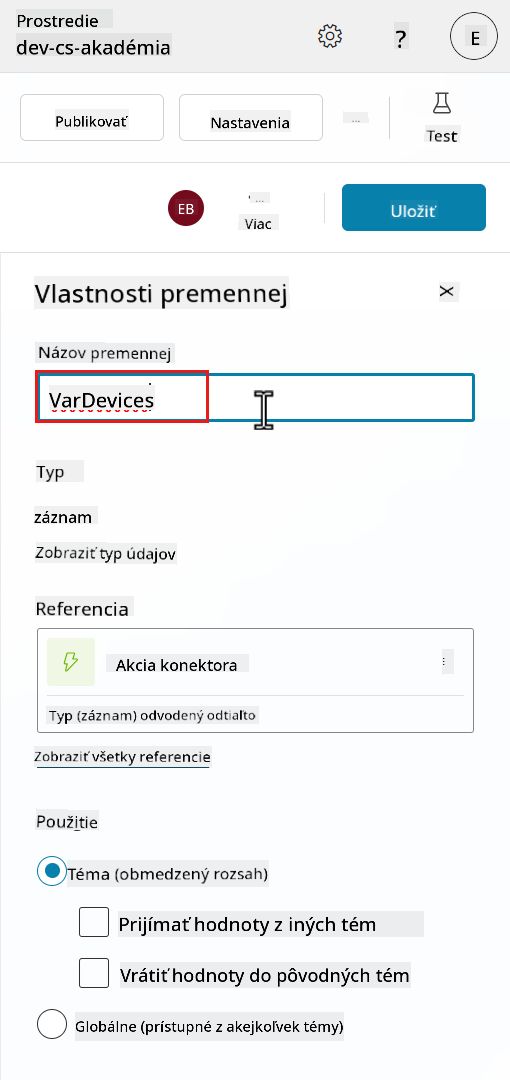 Prostredie
dev-cs-akadémia
?
E
Publikovať
Nastavenia
...
Test
EB
...
Viac
Uložiť
Vlastnosti premennej
Názov premennej
VarDevices
Typ
záznam
Zobraziť typ údajov
Referencia
Akcia konektora
Typ (záznam) odvodený odtiaľto
Zobraziť všetky referencie
Použitie
Téma (obmedzený rozsah)
Prijímať hodnoty z iných tém
Vrátiť hodnoty do pôvodných tém
Globálne (prístupné z akejkoľvek témy)